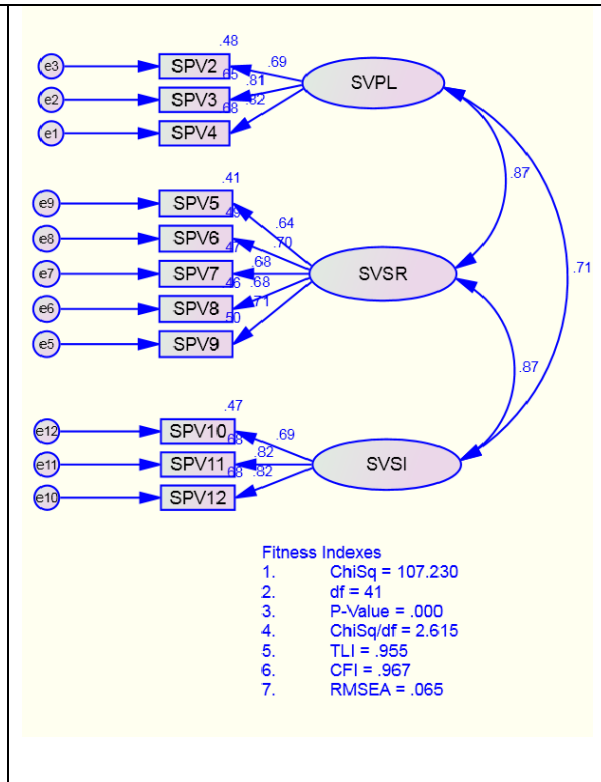 .48
e3 SPV2 .69 SVPL
.65
e2 SPV3 .81
.68
e1 SPV4 .82
.87
.71
.41
e9 SPV5 .64
.49
e8 SPV6 .70
.47
e7 SPV7 .68 SVSR
.46
e6 SPV8 .68
.50
e5 SPV9 .71
.87
.47
e12 SPV10 .69
.68
e11 SPV11 .82 SVSI
.68
e10 SPV12 .82
Fitness Indexes
1. ChiSq = 107.230
2. df = 41
3. P-Value = .000
4. ChiSq/df = 2.615
5. TLI = .955
6. CFI = .967
7. RMSEA = .065